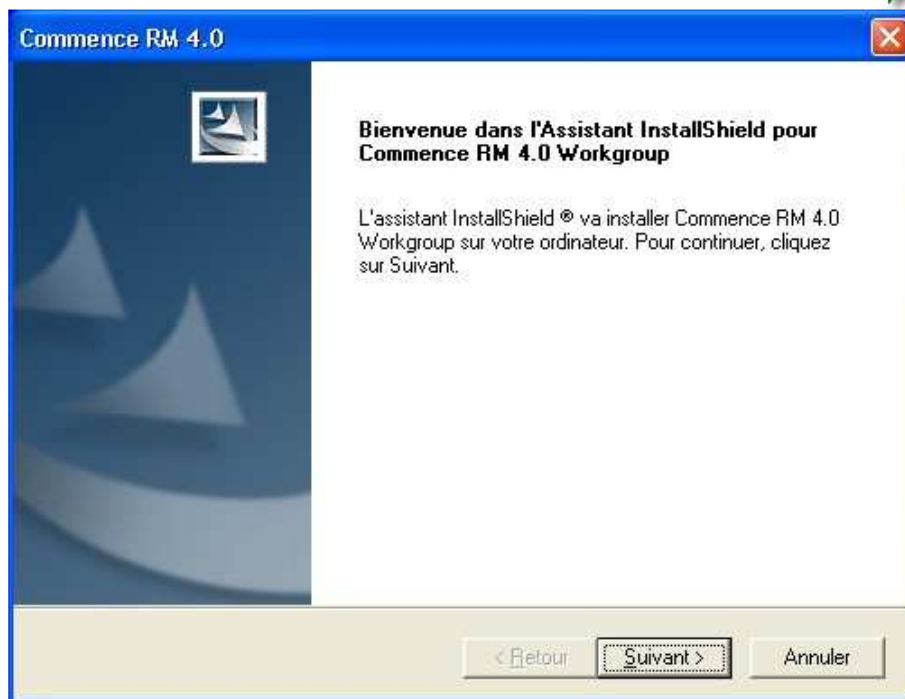 Commence RM 4.0
Bienvenue dans l'Assistant InstallShield pour
Commence RM 4.0 Workgroup
L'assistant InstallShield ® va installer Commence RM 4.0
Workgroup sur votre ordinateur. Pour continuer, cliquez
sur Suivant.
< Retour Suivant > Annuler